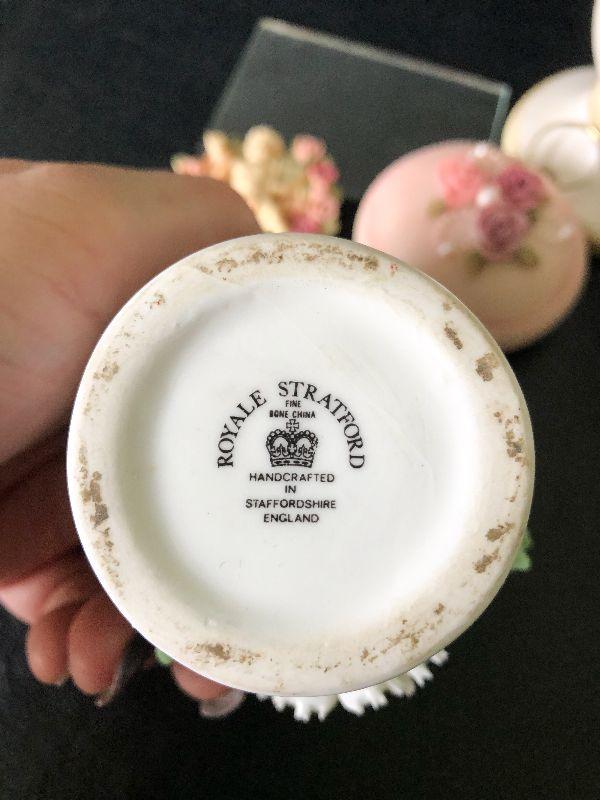 ROYALE STRATFORD
FINE
BONE CHINA
HANDCRAFTED
IN
STAFFORDSHIRE
ENGLAND